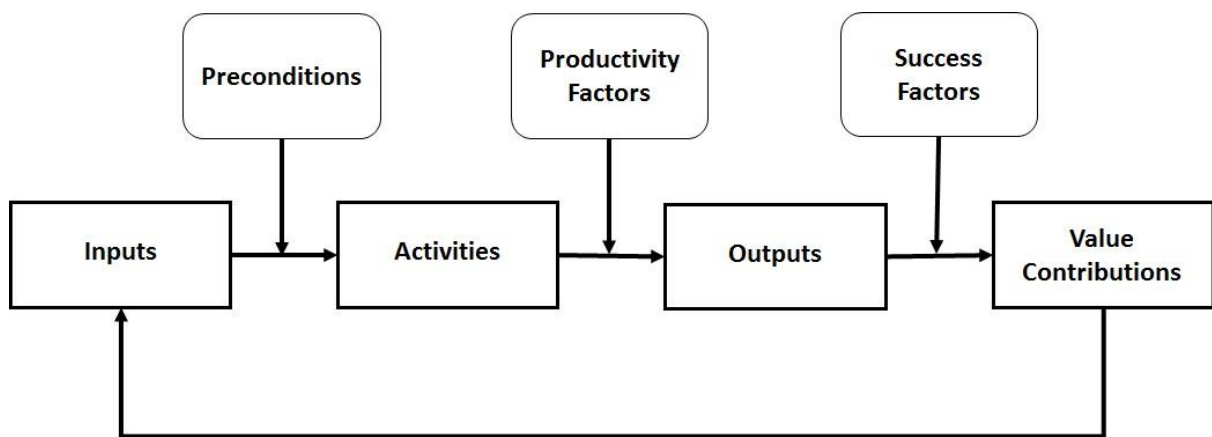 Preconditions
Productivity
Factors
Success
Factors
Inputs
Activities
Outputs
Value
Contributions